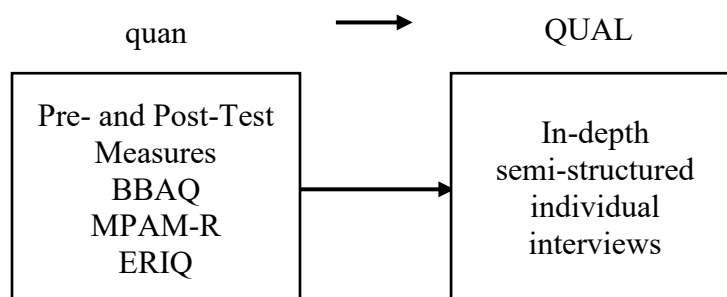 quan
QUAL
Pre- and Post-Test
Measures
BBAQ
MPAM-R
ERIQ
In-depth
semi-structured
individual
interviews